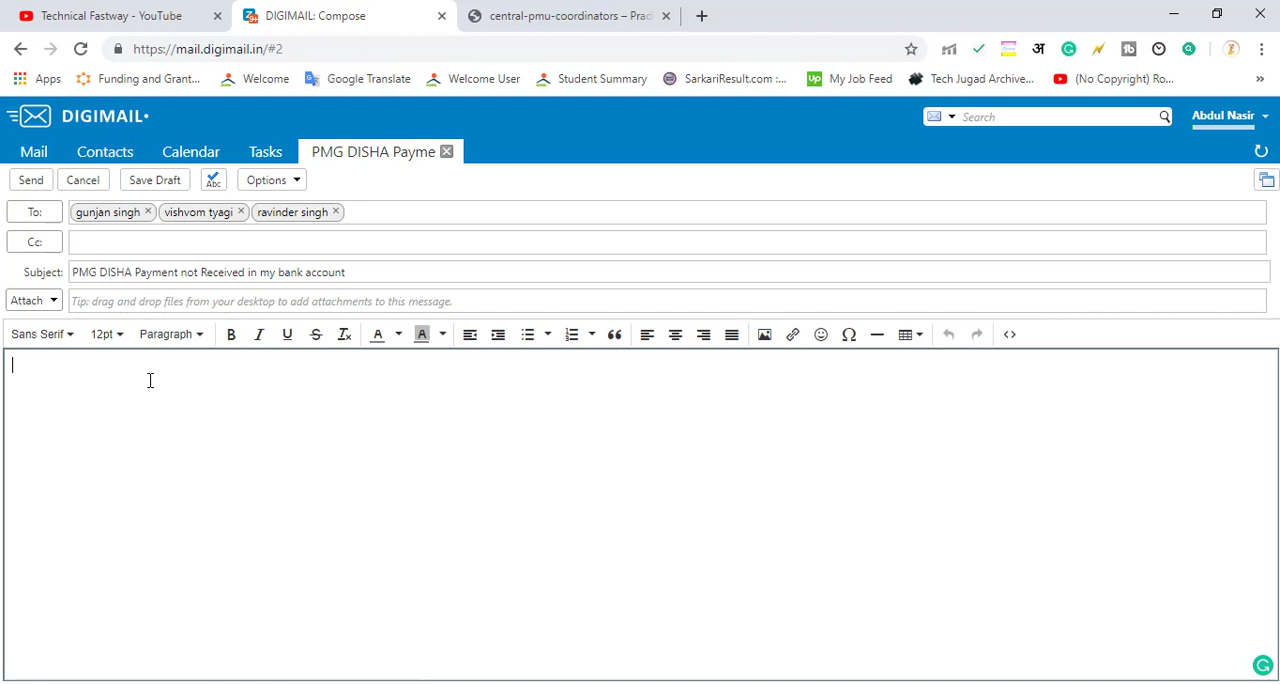 Technical Fastway - YouTube
DIGIMAIL: Compose
central-pmu-coordinators – Prad
https://mail.digimail.in/#2
Apps
Funding and Grant...
Welcome
Google Translate
Welcome User
Student Summary
SarkariResult.com :...
My Job Feed
Tech Jugad Archive...
(No Copyright) Ro...
DIGIMAIL
Search
Abdul Nasir
Mail
Contacts
Calendar
Tasks
PMG DISHA Payme
Send
Cancel
Save Draft
Abc
Options
To:
gunjan singh
vishvom tyagi
ravinder singh
Cc:
Subject:
PMG DISHA Payment not Received in my bank account
Attach
Tip: drag and drop files from your desktop to add attachments to this message.
Sans Serif
12pt
Paragraph
B
I
U
S
A
A